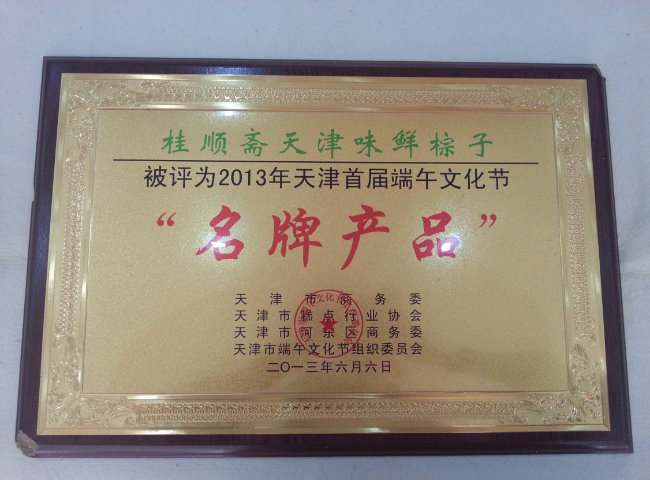 桂顺斋天津味鲜棕子
被评为2013年天津首届端午文化节
“名牌产品”
天津市商务委
天津市糕点行业协会
天津市河东区商务委
天津市端午文化节组织委员会
二〇一三年六月六日